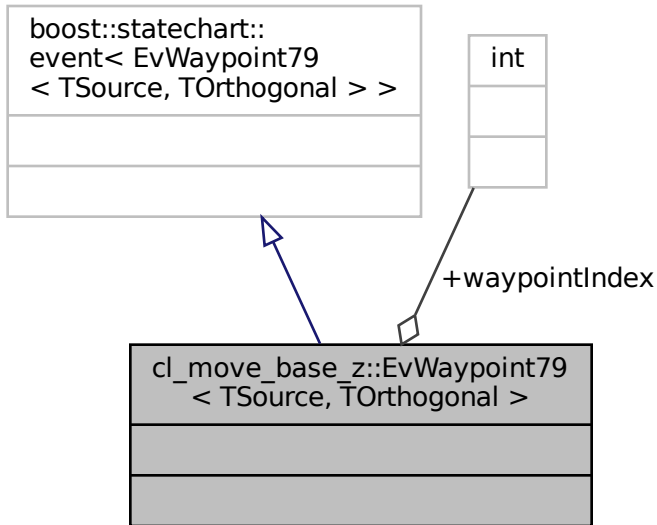 boost::statechart::
event< EvWaypoint79
< TSource, TOrthogonal > >
int
+waypointIndex
cl_move_base_z::EvWaypoint79
< TSource, TOrthogonal >